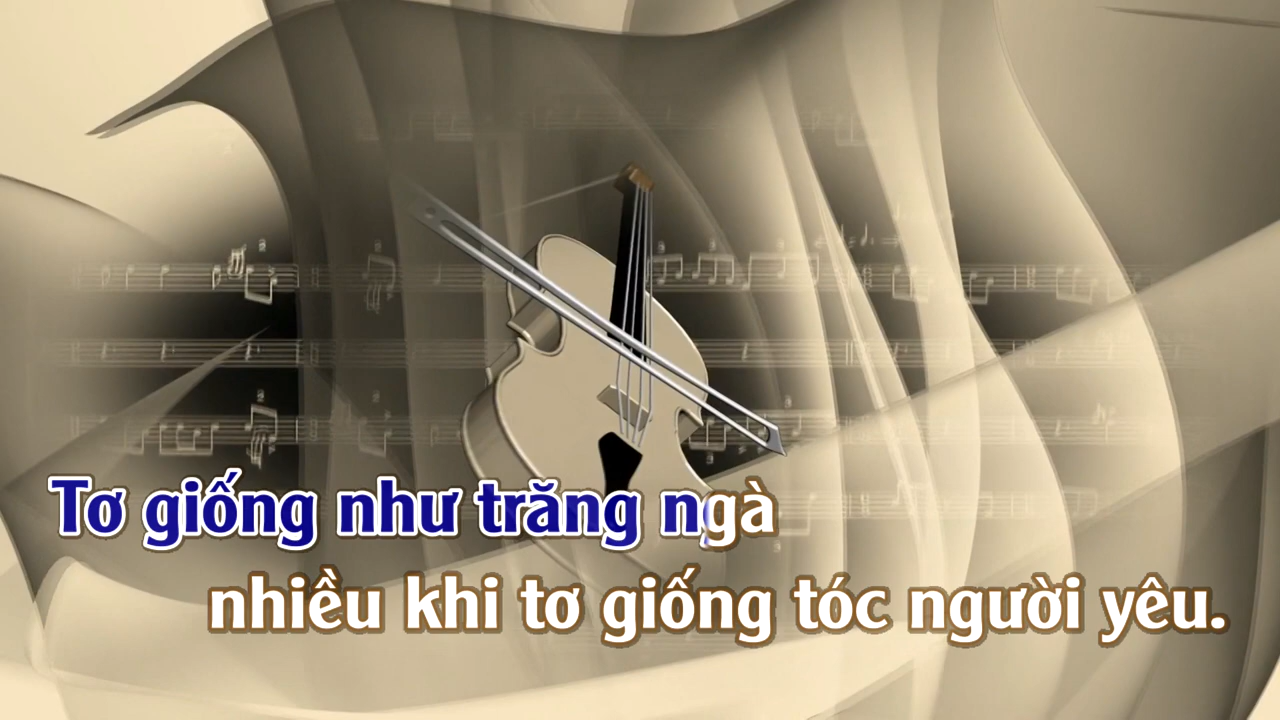 Tơ giống như trăng ngà
nhiều khi tơ giống tóc người yêu.